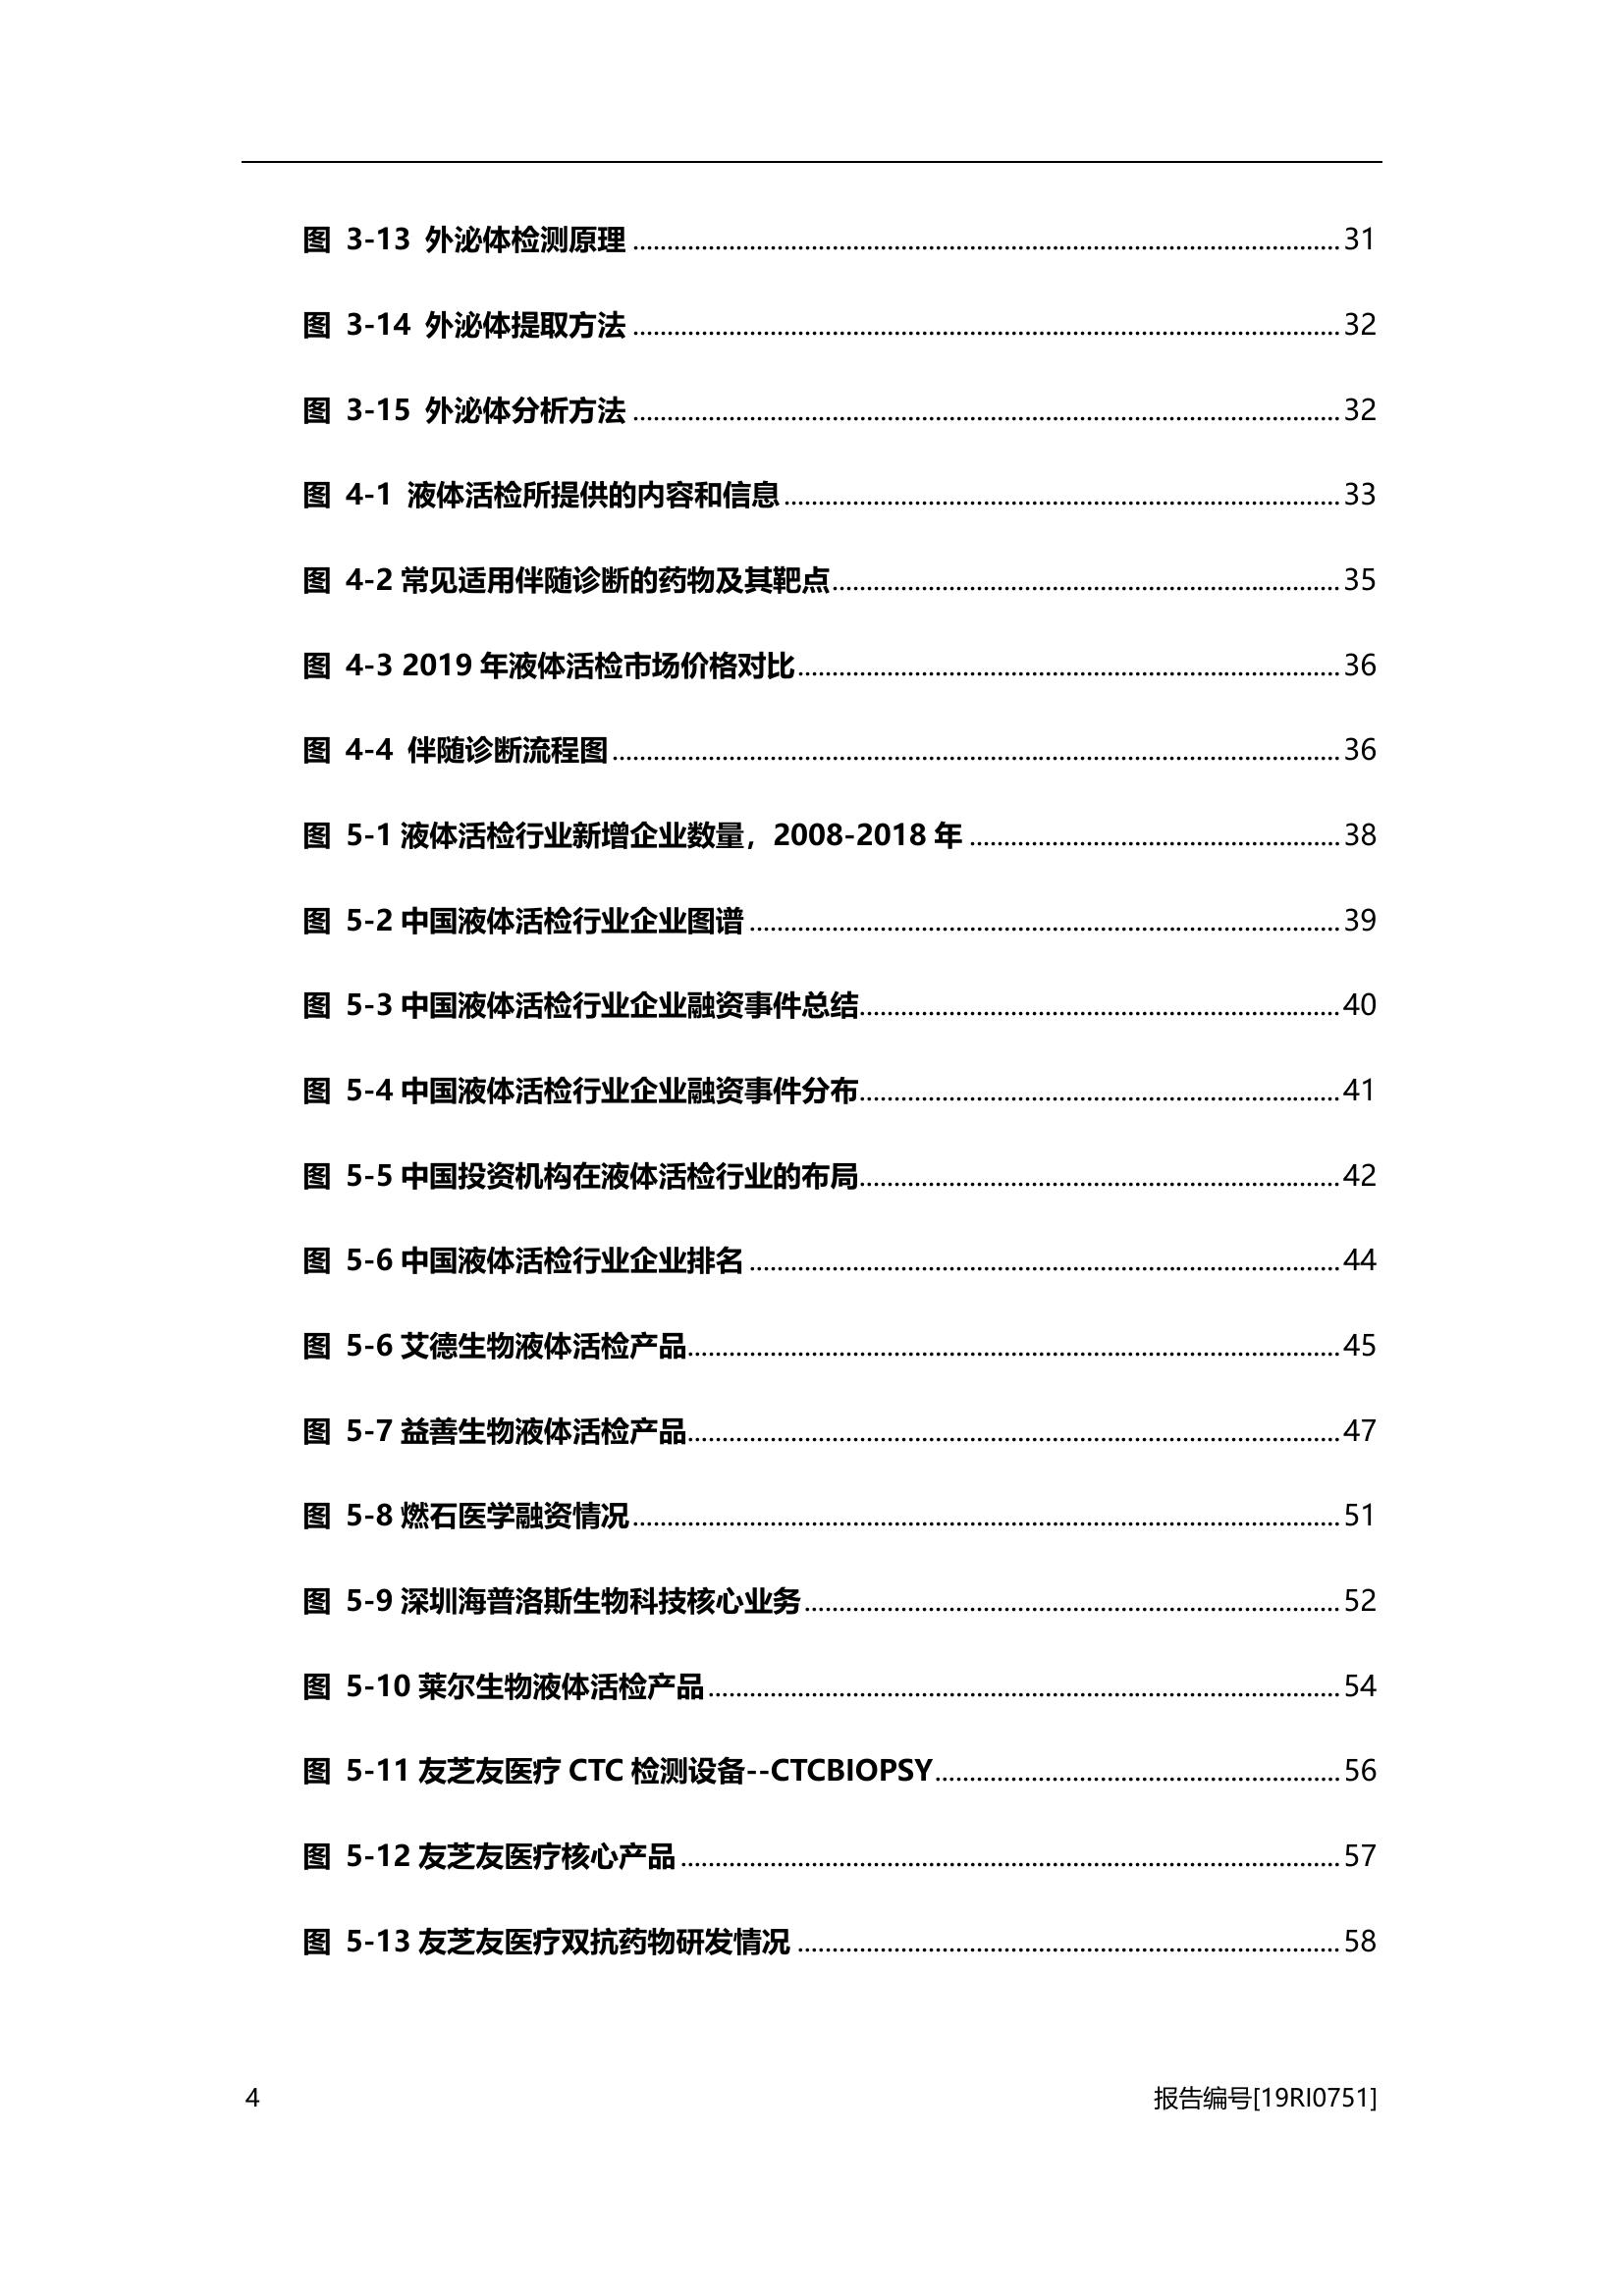 图 3-13 外泌体检测原理 ........ 31
图 3-14 外泌体提取方法 ........ 32
图 3-15 外泌体分析方法 ........ 32
图 4-1 液体活检所提供的内容和信息 ........ 33
图 4-2 常见适用伴随诊断的药物及其靶点 ........ 35
图 4-3 2019 年液体活检市场价格对比 ........ 36
图 4-4 伴随诊断流程图 ........ 36
图 5-1 液体活检行业新增企业数量，2008-2018 年 ........ 38
图 5-2 中国液体活检行业企业图谱 ........ 39
图 5-3 中国液体活检行业企业融资事件总结 ........ 40
图 5-4 中国液体活检行业企业融资事件分布 ........ 41
图 5-5 中国投资机构在液体活检行业的布局 ........ 42
图 5-6 中国液体活检行业企业排名 ........ 44
图 5-6 艾德生物液体活检产品 ........ 45
图 5-7 益善生物液体活检产品 ........ 47
图 5-8 燃石医学融资情况 ........ 51
图 5-9 深圳海普洛斯生物科技核心业务 ........ 52
图 5-10 莱尔生物液体活检产品 ........ 54
图 5-11 友芝友医疗 CTC 检测设备--CTCBIOPSY ........ 56
图 5-12 友芝友医疗核心产品 ........ 57
图 5-13 友芝友医疗双抗药物研发情况 ........ 58
4 报告编号[19RI0751]